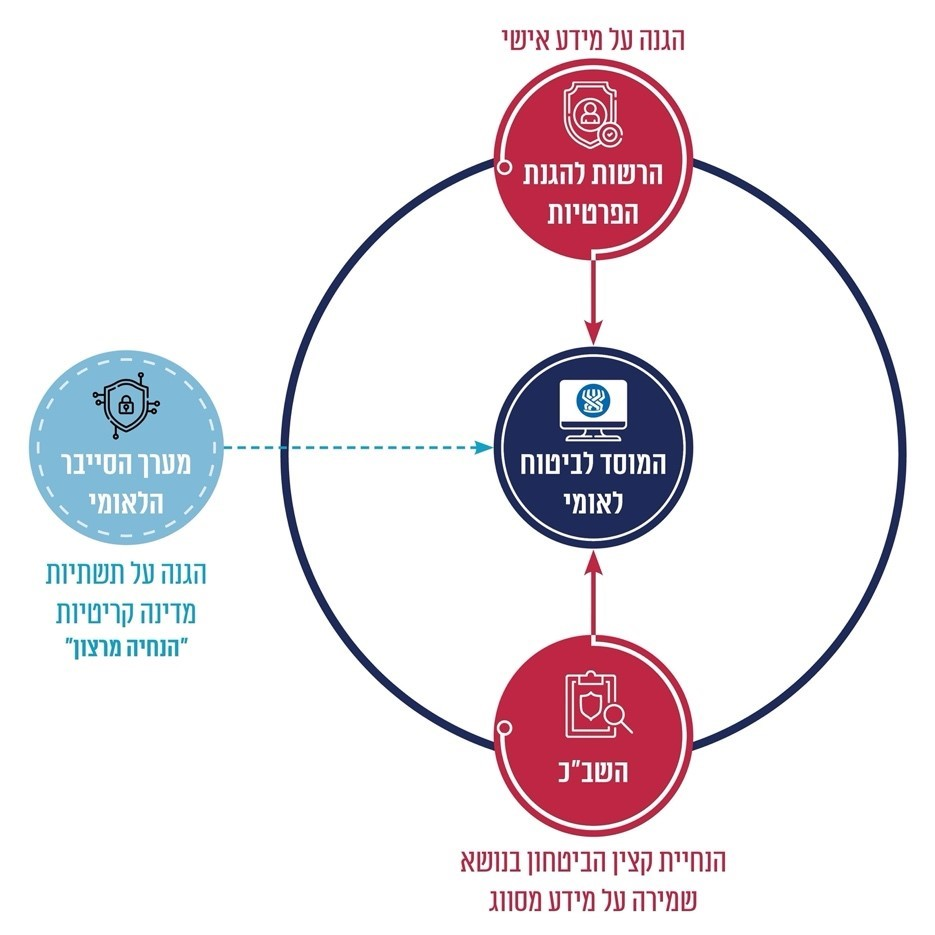 הגנה על מידע אישי
הרשות להגנת
הפרטיות
המוסד לביטוח
לאומי
מערך הסייבר
הלאומי
הגנה על תשתיות
מדינה קריטיות
"הנחיה מרצון"
השב"כ
הנחיית קצין הביטחון בנושא
שמירה על מידע מסווג